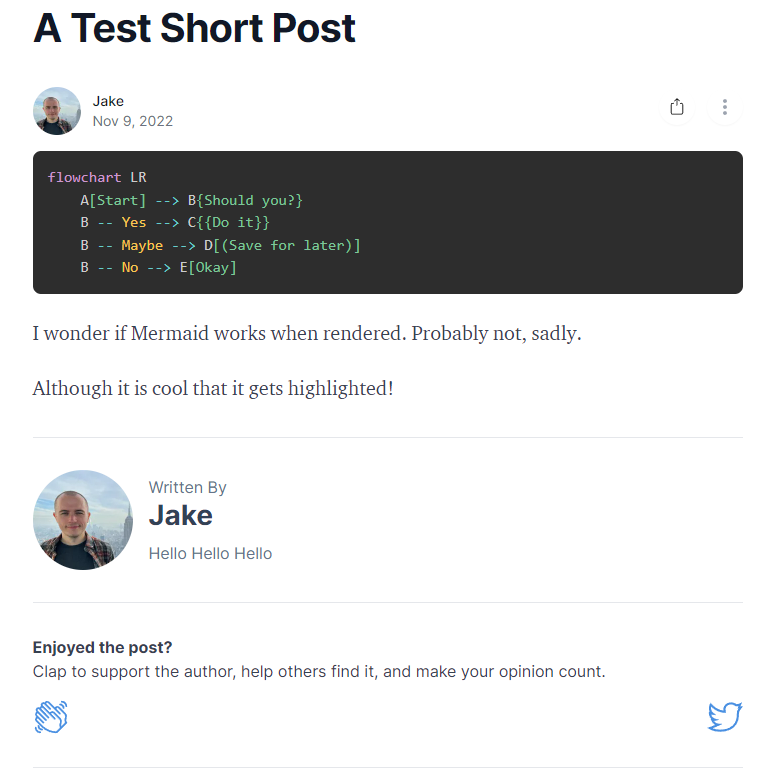 A Test Short Post
Jake
Nov 9, 2022
flowchart LR
    A[Start] --> B{Should you?}
    B -- Yes --> C{{Do it}}
    B -- Maybe --> D[(Save for later)]
    B -- No --> E[Okay]
I wonder if Mermaid works when rendered. Probably not, sadly.
Although it is cool that it gets highlighted!
Written By
Jake
Hello Hello Hello
Enjoyed the post?
Clap to support the author, help others find it, and make your opinion count.